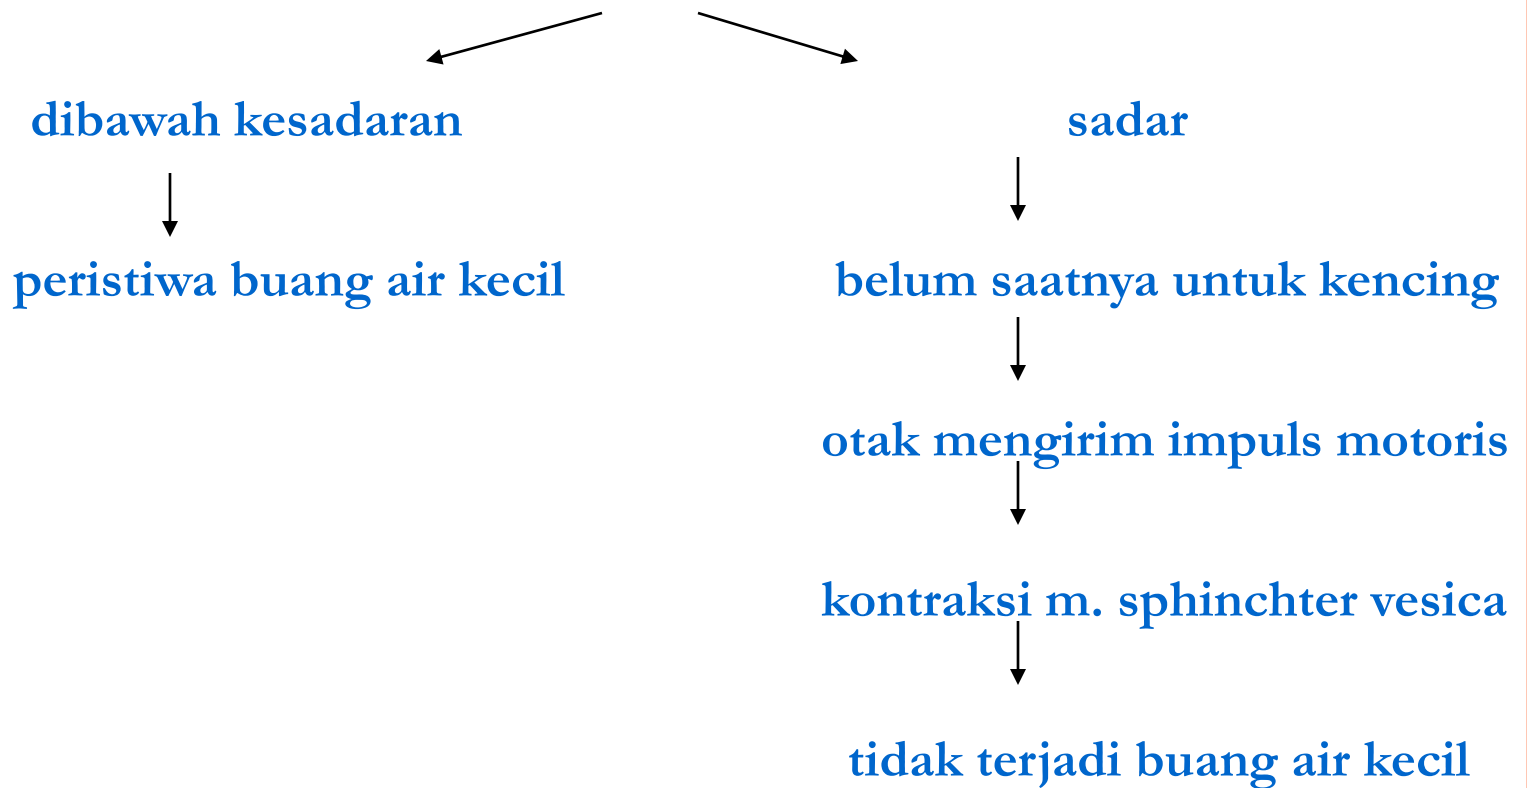 dibawah kesadaran
sadar
peristiwa buang air kecil
belum saatnya untuk kencing
otak mengirim impuls motoris
kontraksi m. sphinchter vesica
tidak terjadi buang air kecil